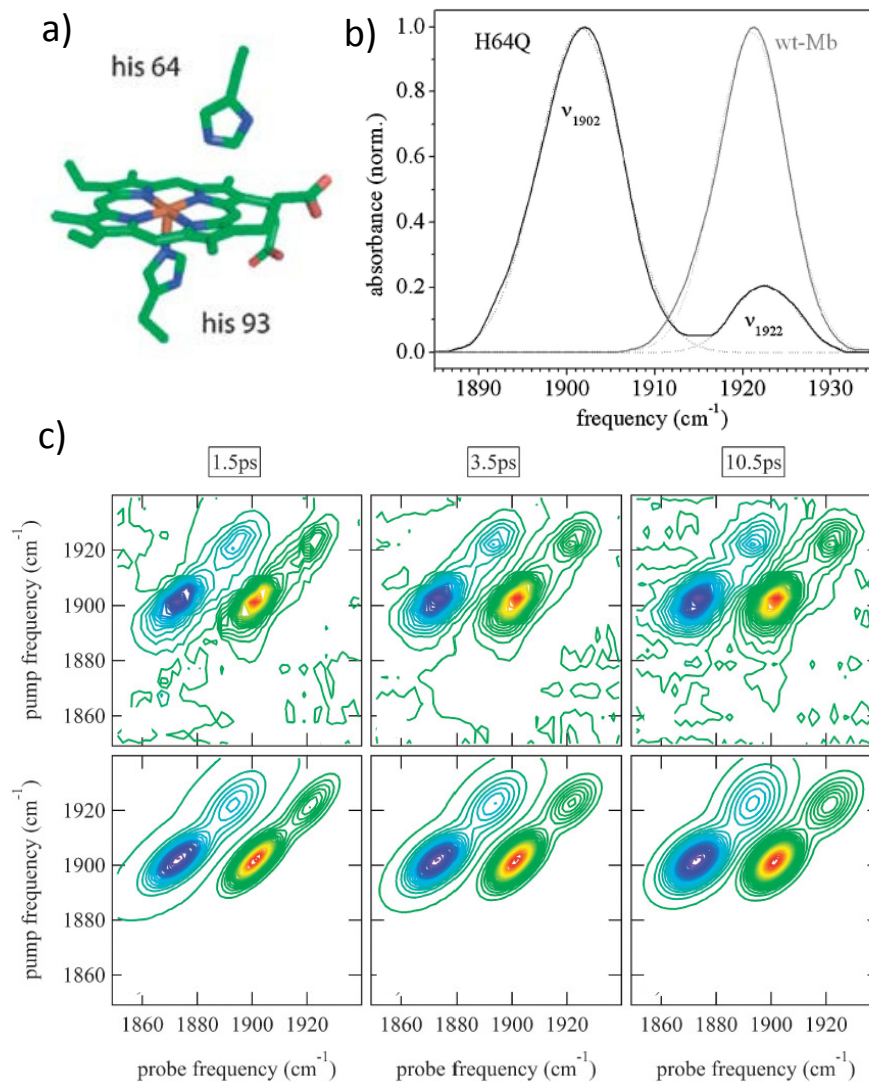 a)
his 64
his 93
b)
H64Q
wt-Mb
ν1902
ν1922
absorbance (norm.)
1.0
0.8
0.6
0.4
0.2
0.0
1890 1900 1910 1920 1930
frequency (cm-1)
c)
1.5ps 3.5ps 10.5ps
pump frequency (cm-1)
1920
1900
1880
1860
pump frequency (cm-1)
1920
1900
1880
1860
1860 1880 1900 1920 1860 1880 1900 1920 1860 1880 1900 1920
probe frequency (cm-1) probe frequency (cm-1) probe frequency (cm-1)